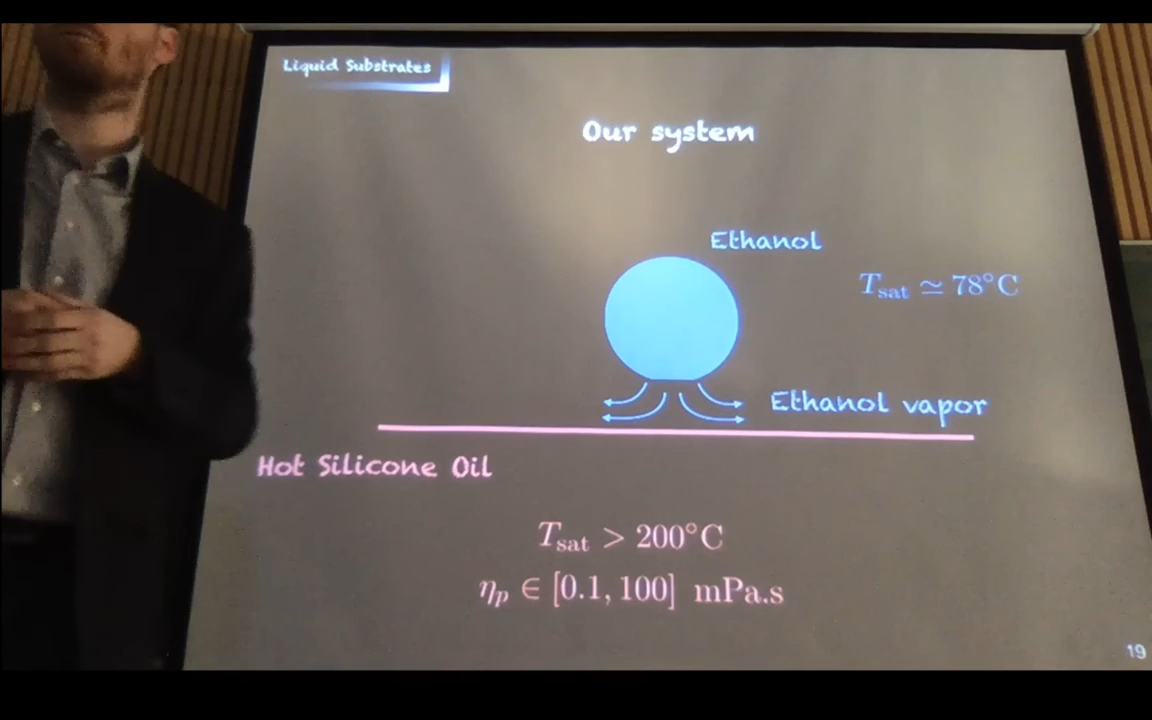 Liquid Substrates
Our system
Ethanol
T_sat ≃ 78°C
Ethanol vapor
Hot Silicone Oil
T_sat > 200°C
η_p ∈ [0.1, 100] mPa.s
19